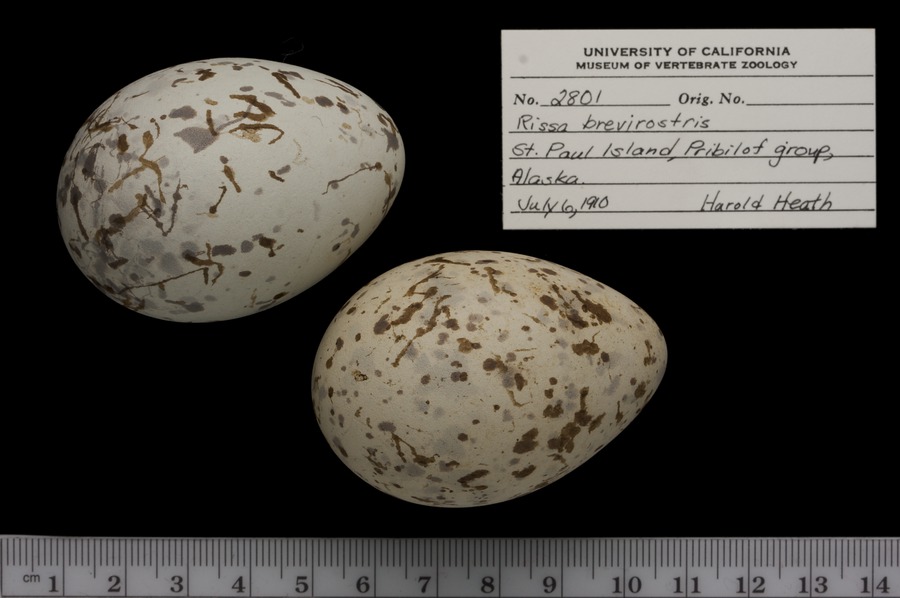 UNIVERSITY OF CALIFORNIA
MUSEUM OF VERTEBRATE ZOOLOGY
No. 2801 Orig. No.
Rissa brevirostris
St. Paul Island, Pribilof group,
Alaska.
July 6, 1910 Harold Heath
cm 1 2 3 4 5 6 7 8 9 10 11 12 13 14